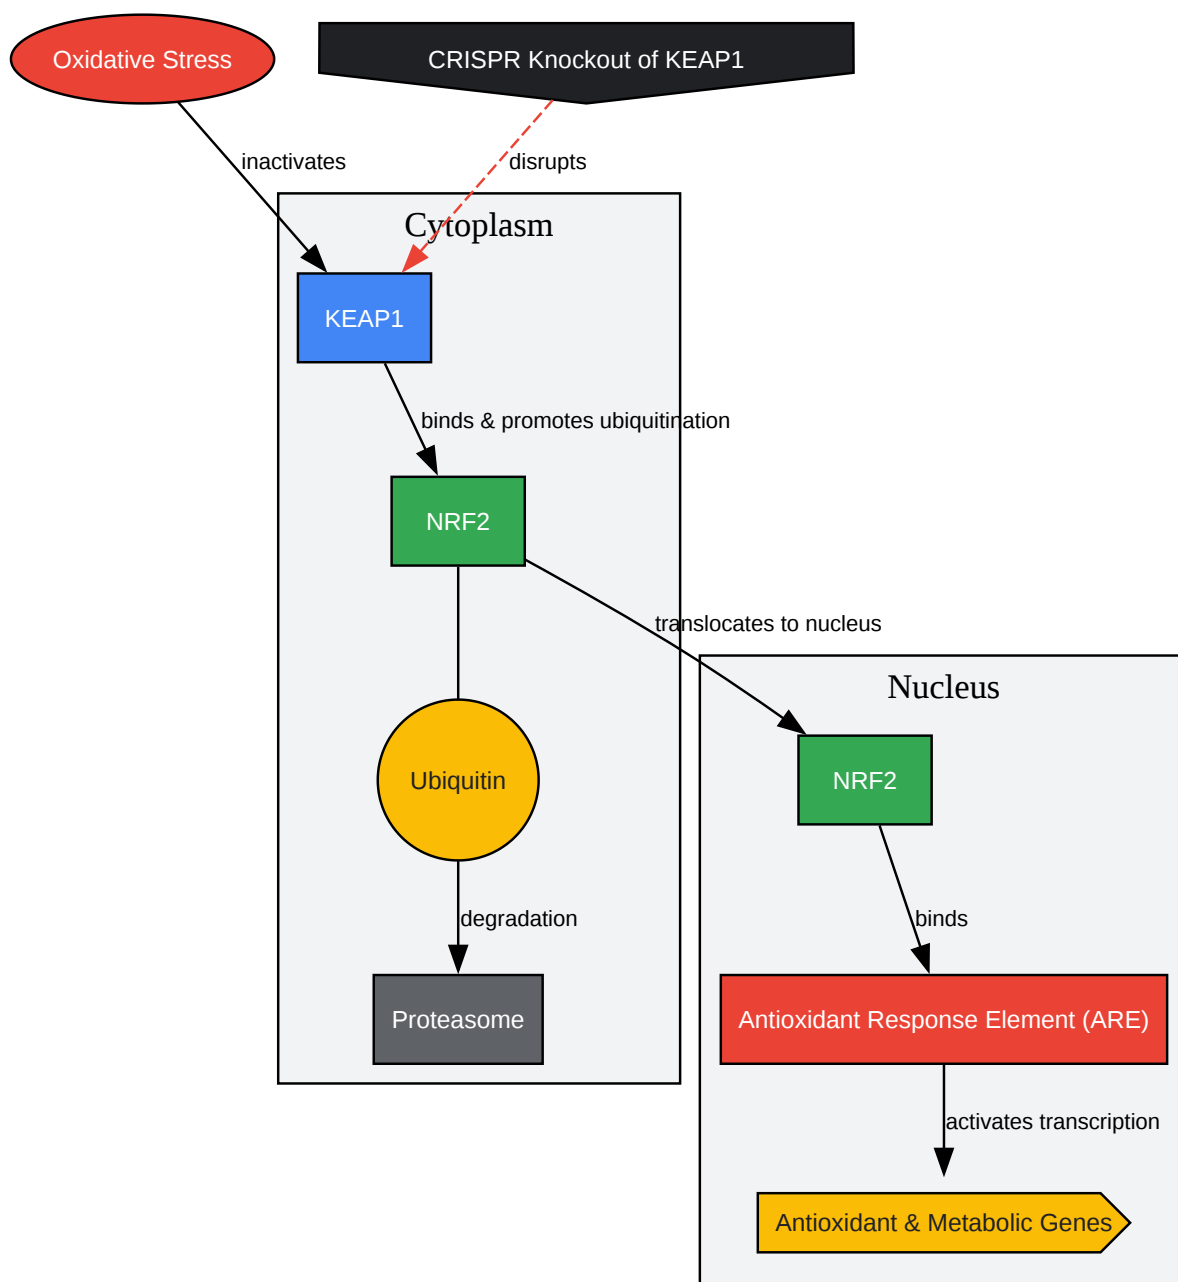 Oxidative Stress
CRISPR Knockout of KEAP1
inactivates
disrupts
Cytoplasm
KEAP1
binds & promotes ubiquitination
NRF2
translocates to nucleus
Nucleus
Ubiquitin
NRF2
degradation
binds
Proteasome
Antioxidant Response Element (ARE)
activates transcription
Antioxidant & Metabolic Genes